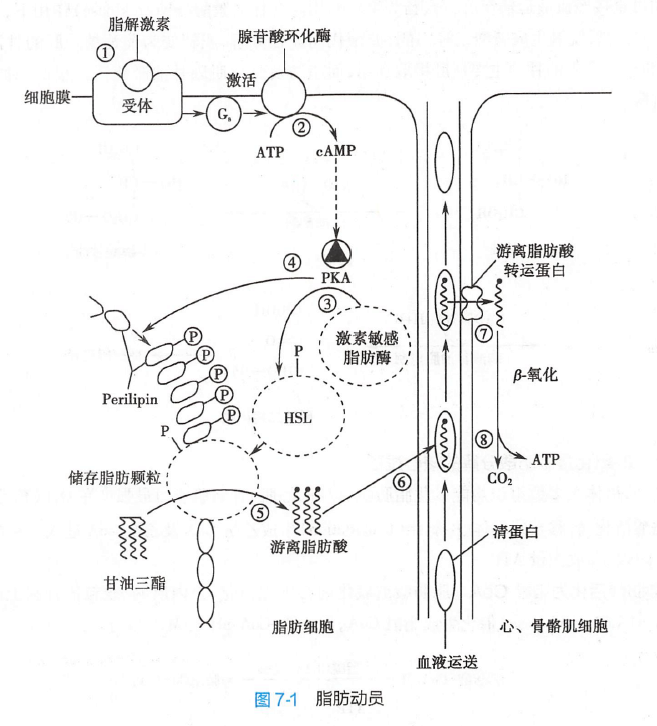 脂解激素
①
腺苷酸环化酶
激活
细胞膜
受体
Gs
②
ATP
cAMP
④
PKA
③
游离脂肪酸
转运蛋白
⑦
激素敏感
脂肪酶
P
P
P
P
P
P
Perilipin
HSL
β-氧化
P
储存脂肪颗粒
⑧
ATP
CO₂
⑥
⑤
清蛋白
游离脂肪酸
甘油三酯
脂肪细胞
心、骨骼肌细胞
血液运送
图 7-1 脂肪动员